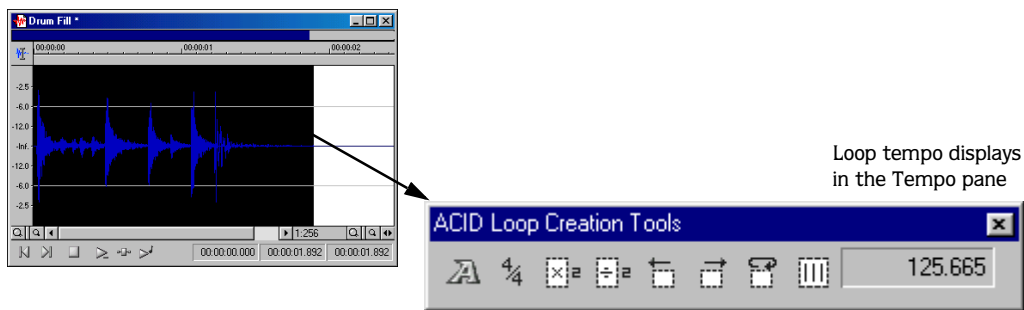 Drum Fill *
00:00:00 00:00:01 00:00:02
-2.5
-6.0
-12.0
-Inf.
-12.0
-6.0
-2.5
1:256
00:00:00.000 00:00:01.892 00:00:01.892
Loop tempo displays
in the Tempo pane
ACID Loop Creation Tools
A 4/4 ×2 ÷2 125.665